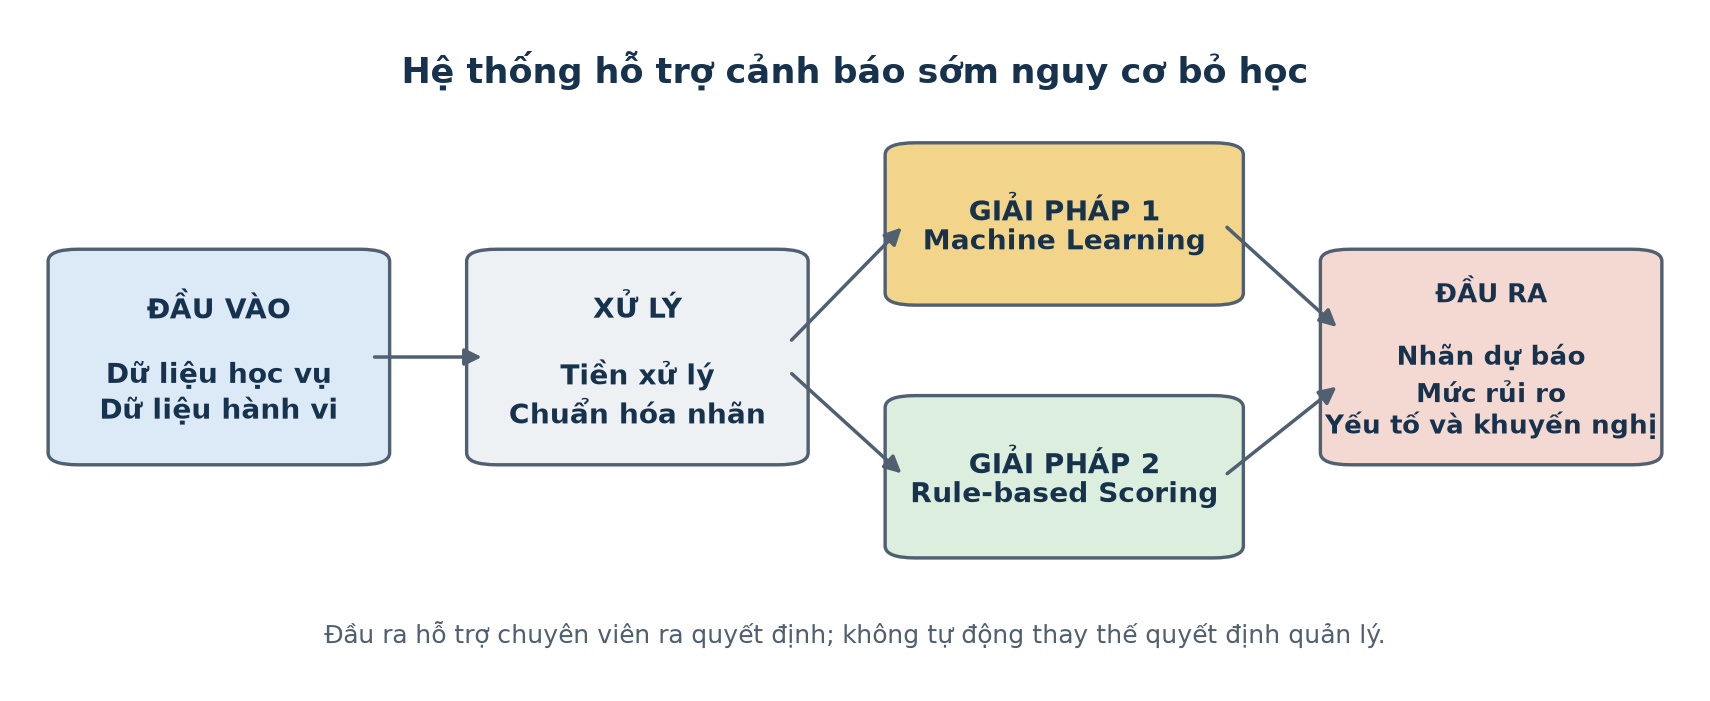 Hệ thống hỗ trợ cảnh báo sớm nguy cơ bỏ học
ĐẦU VÀO
Dữ liệu học vụ
Dữ liệu hành vi
XỬ LÝ
Tiền xử lý
Chuẩn hóa nhãn
GIẢI PHÁP 1
Machine Learning
GIẢI PHÁP 2
Rule-based Scoring
ĐẦU RA
Nhãn dự báo
Mức rủi ro
Yếu tố và khuyến nghị
Đầu ra hỗ trợ chuyên viên ra quyết định; không tự động thay thế quyết định quản lý.